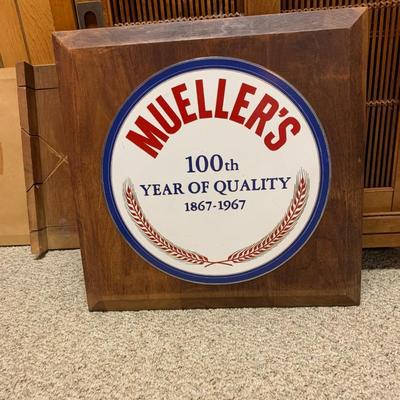 MUELLER'S
100th
YEAR OF QUALITY
1867-1967